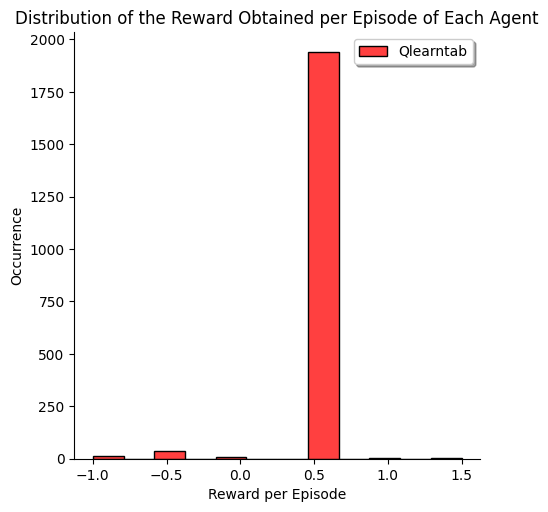 Distribution of the Reward Obtained per Episode of Each Agent
Qlearntab
2000
1750
1500
1250
1000
750
500
250
0
Occurrence
−1.0 −0.5 0.0 0.5 1.0 1.5
Reward per Episode